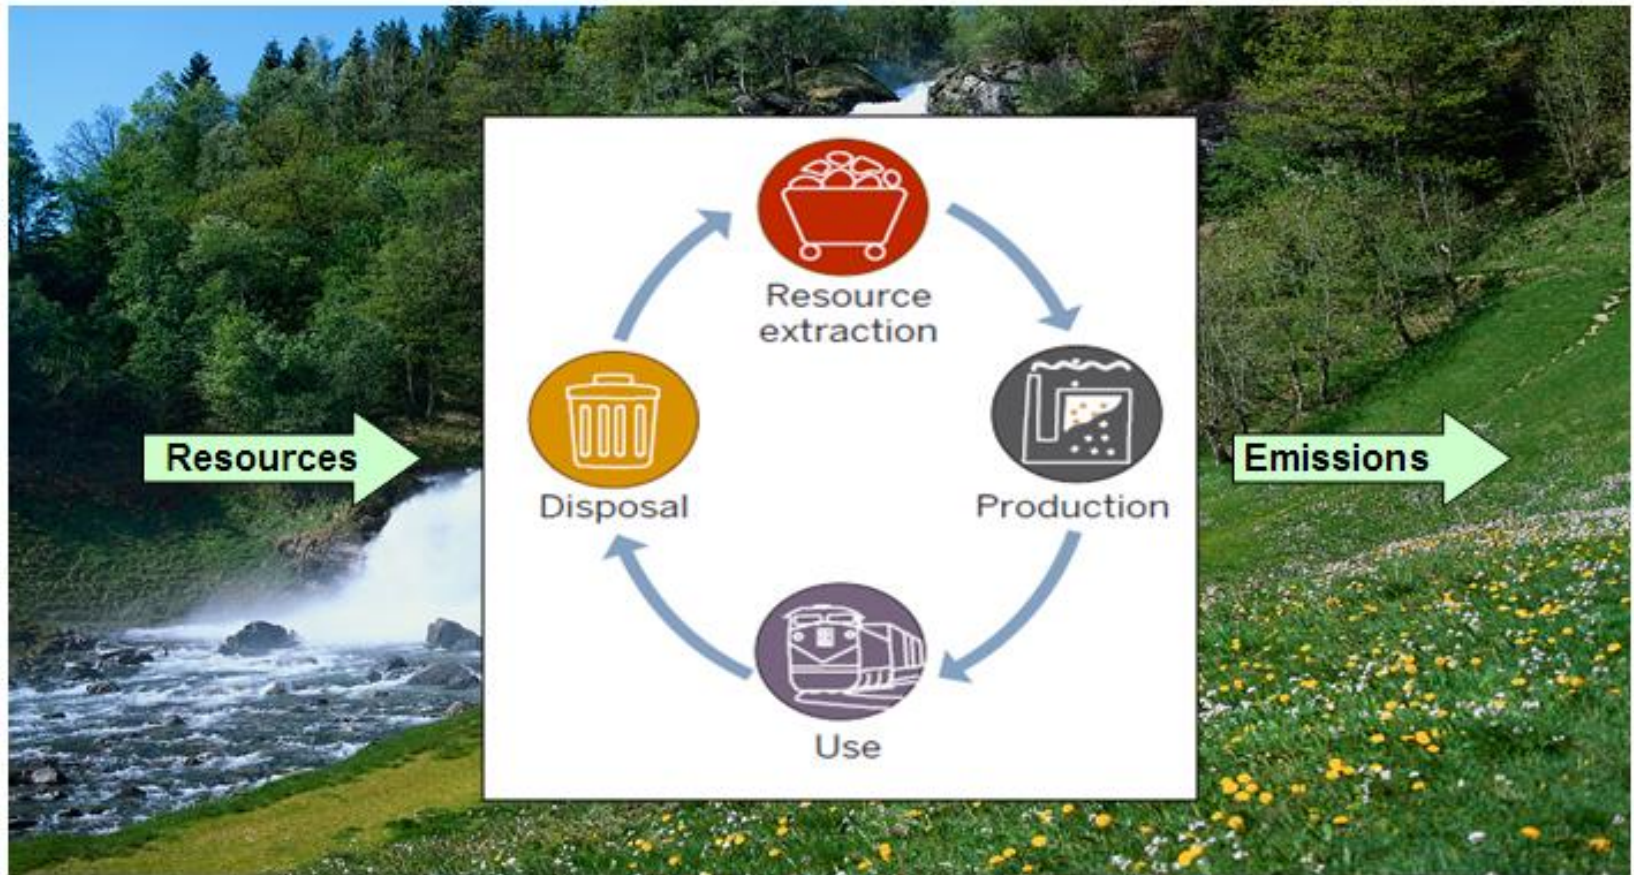 Resource
extraction
Resources
Emissions
Disposal
Production
Use